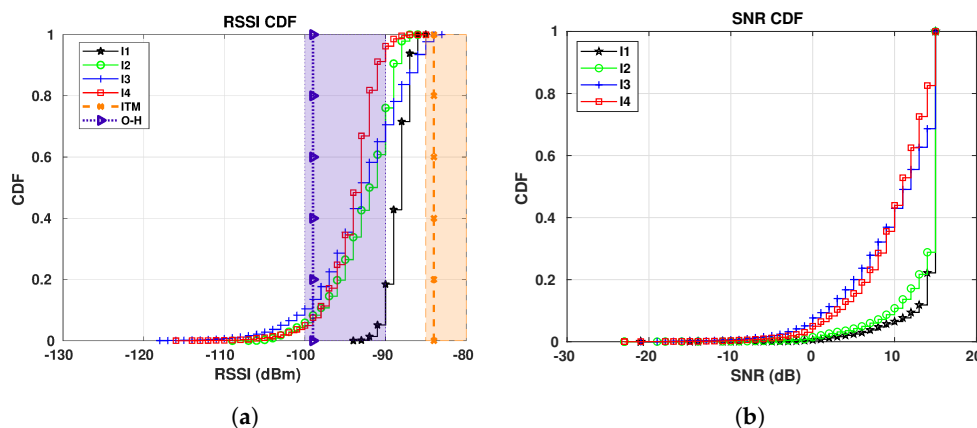 RSSI CDF
1
0.8
0.6
0.4
0.2
0
CDF
I1
I2
I3
I4
ITM
O-H
-130
-120
-110
-100
-90
-80
RSSI (dBm)
(a)
SNR CDF
1
0.8
0.6
0.4
0.2
0
CDF
I1
I2
I3
I4
-30
-20
-10
0
10
20
SNR (dB)
(b)